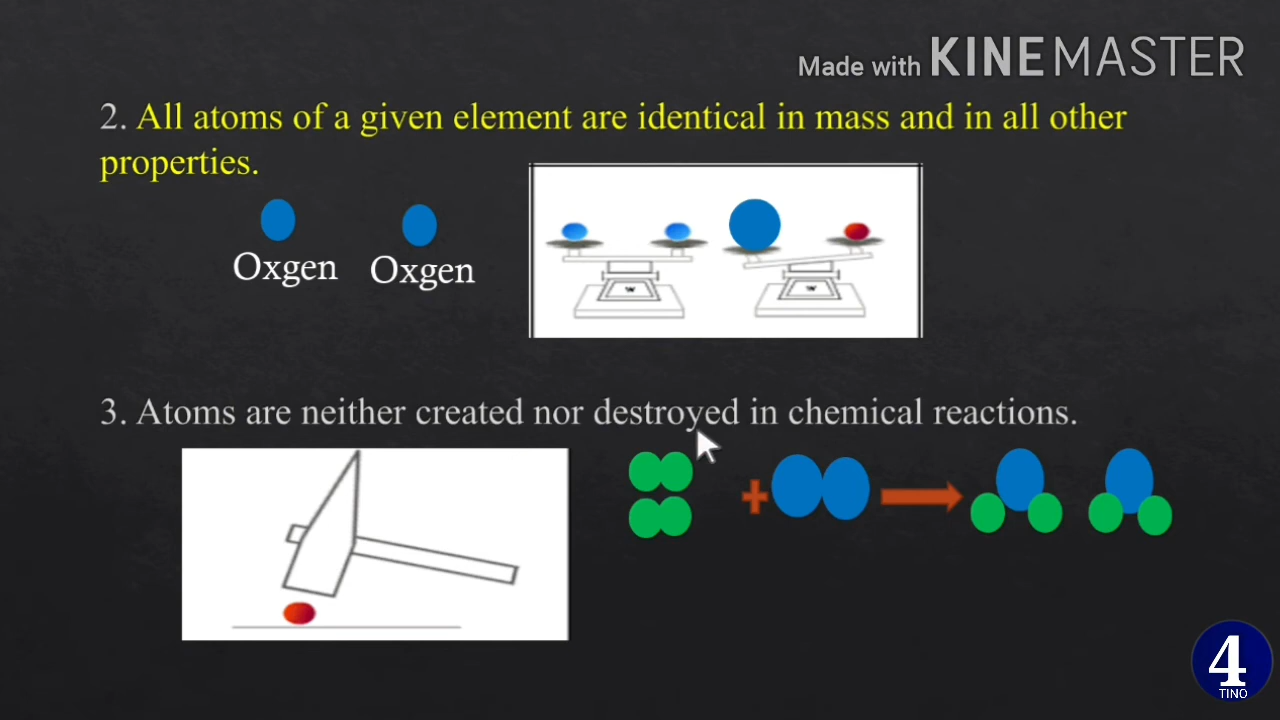 Made with KINEMASTER
2. All atoms of a given element are identical in mass and in all other
properties.
Oxgen Oxgen
3. Atoms are neither created nor destroyed in chemical reactions.
4
TINO